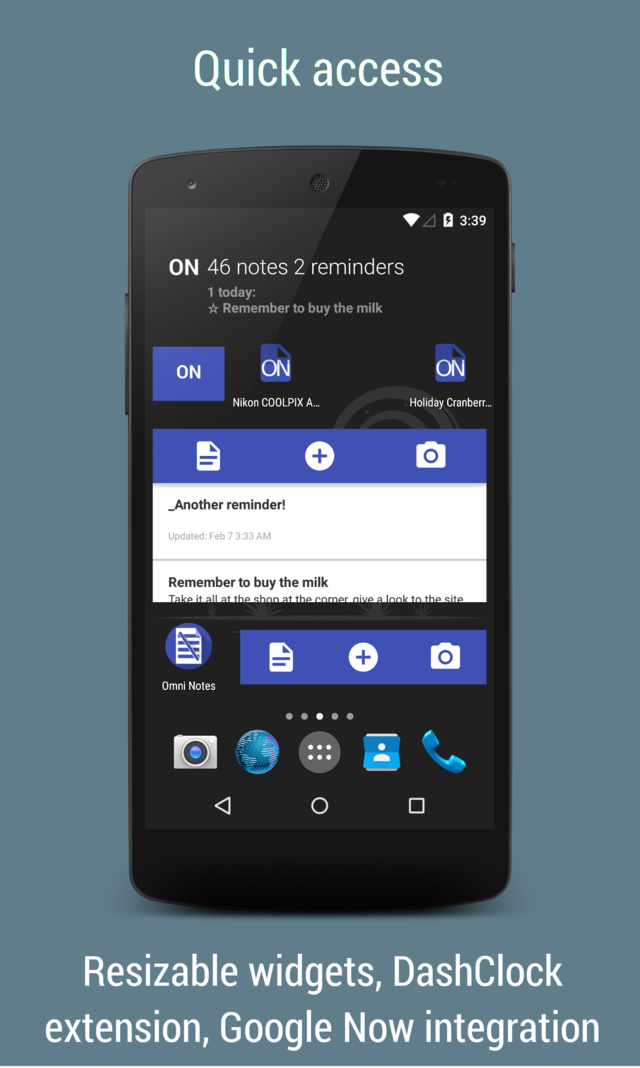 Quick access
3:39
ON 46 notes 2 reminders
1 today:
☆ Remember to buy the milk
ON
ON
ON
Nikon COOLPIX A...
Holiday Cranberr...
_Another reminder!
Updated: Feb 7 3:33 AM
Remember to buy the milk
Take it all at the shop at the corner, give a look to the site
Omni Notes
Resizable widgets, DashClock
extension, Google Now integration